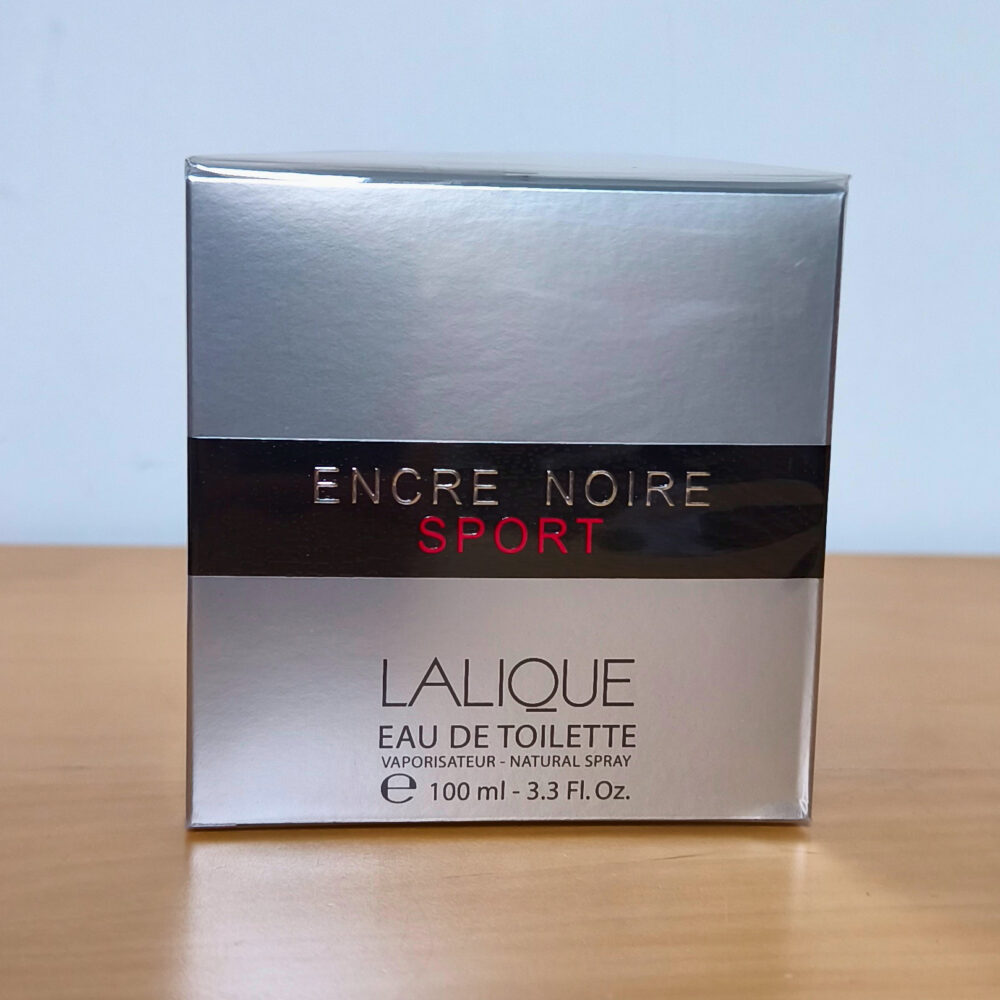 ENCRE NOIRE
SPORT
LALIQUE
EAU DE TOILETTE
VAPORISATEUR - NATURAL SPRAY
℮ 100 ml - 3.3 Fl. Oz.